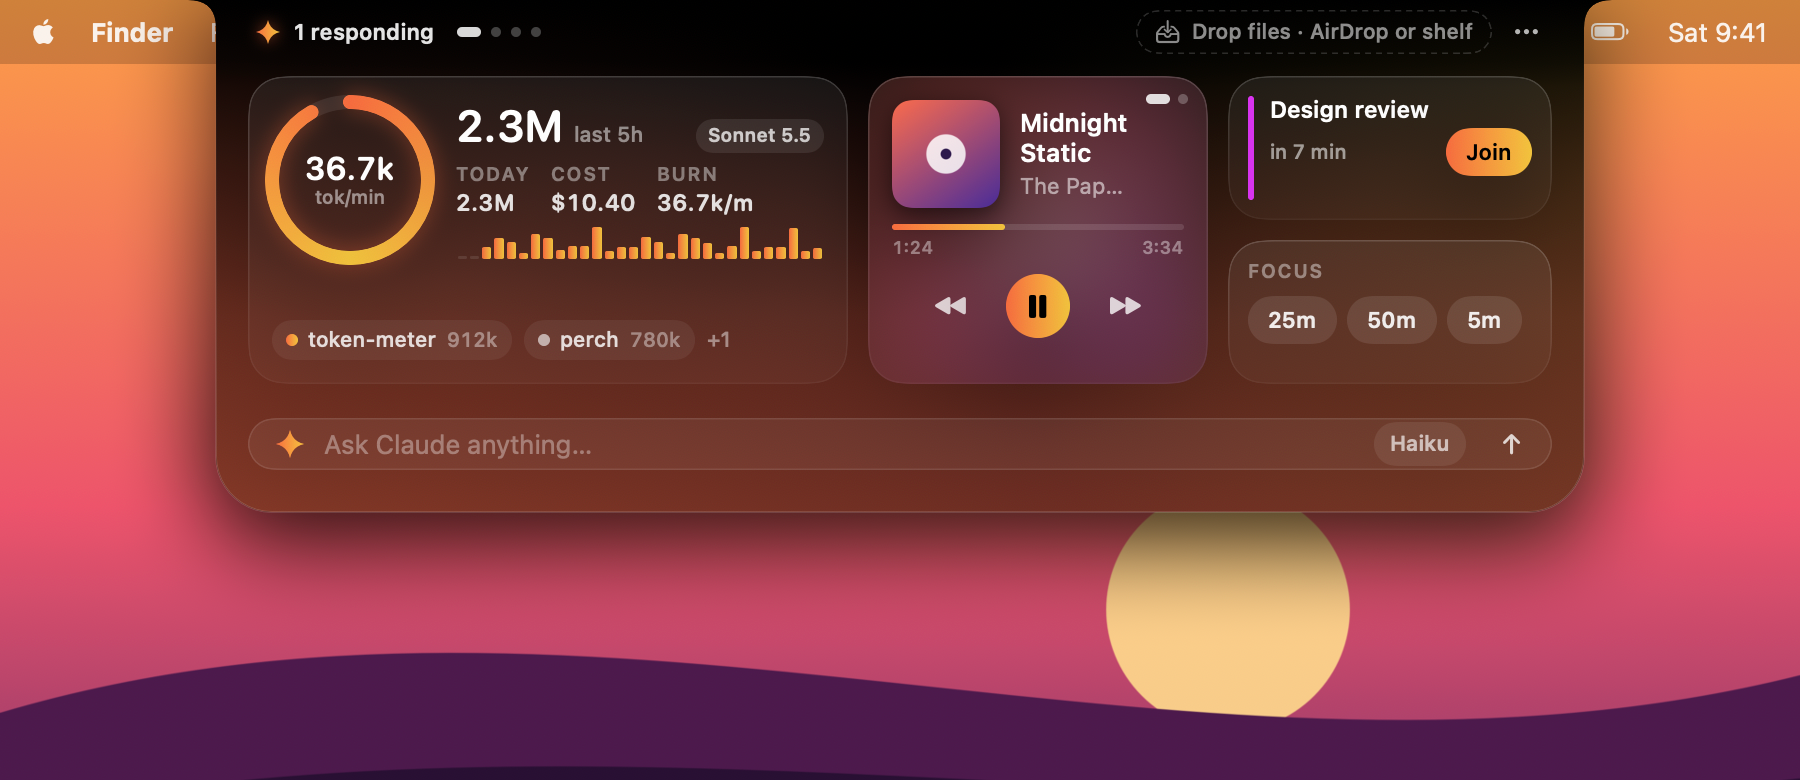 Finder
Sat 9:41
1 responding
Drop files · AirDrop or shelf
36.7k
tok/min
2.3M last 5h
Sonnet 5.5
TODAY COST BURN
2.3M $10.40 36.7k/m
token-meter 912k
perch 780k
+1
Midnight
Static
The Pap...
1:24 3:34
Design review
in 7 min
Join
FOCUS
25m 50m 5m
Ask Claude anything...
Haiku